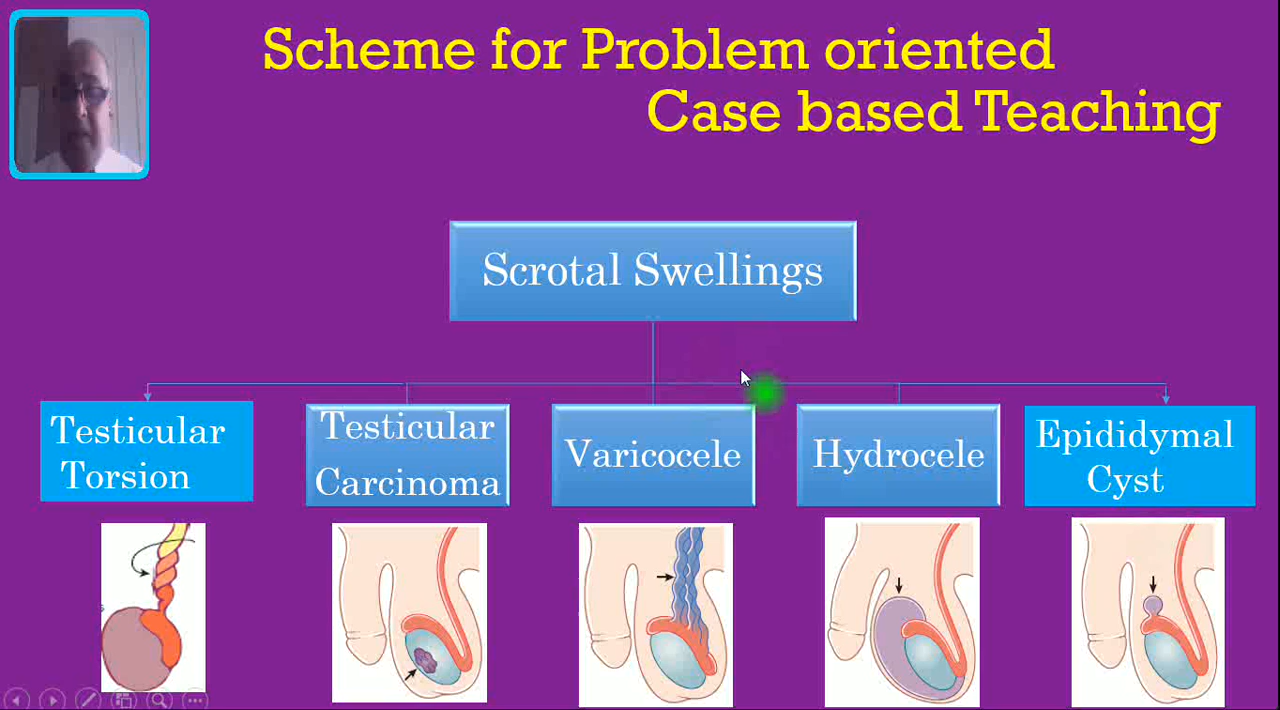 Scheme for Problem oriented
Case based Teaching
Scrotal Swellings
Testicular
Torsion
Testicular
Carcinoma
Varicocele
Hydrocele
Epididymal
Cyst